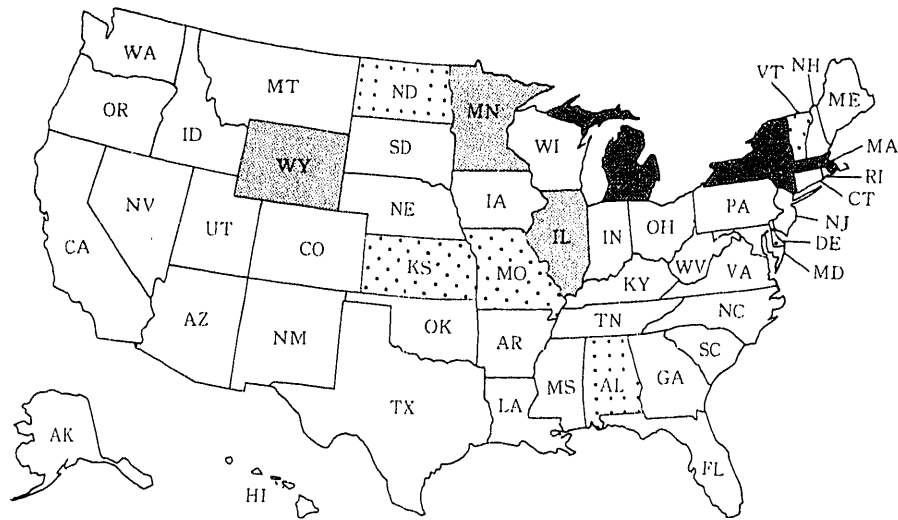 WA
MT
ND
MN
VT
NH
ME
OR
ID
WY
SD
WI
MA
RI
CT
NV
UT
CO
NE
IA
IL
IN
OH
PA
NJ
DE
MD
CA
KS
MO
KY
WV
VA
AZ
NM
OK
AR
TN
NC
SC
TX
LA
MS
AL
GA
FL
AK
HI